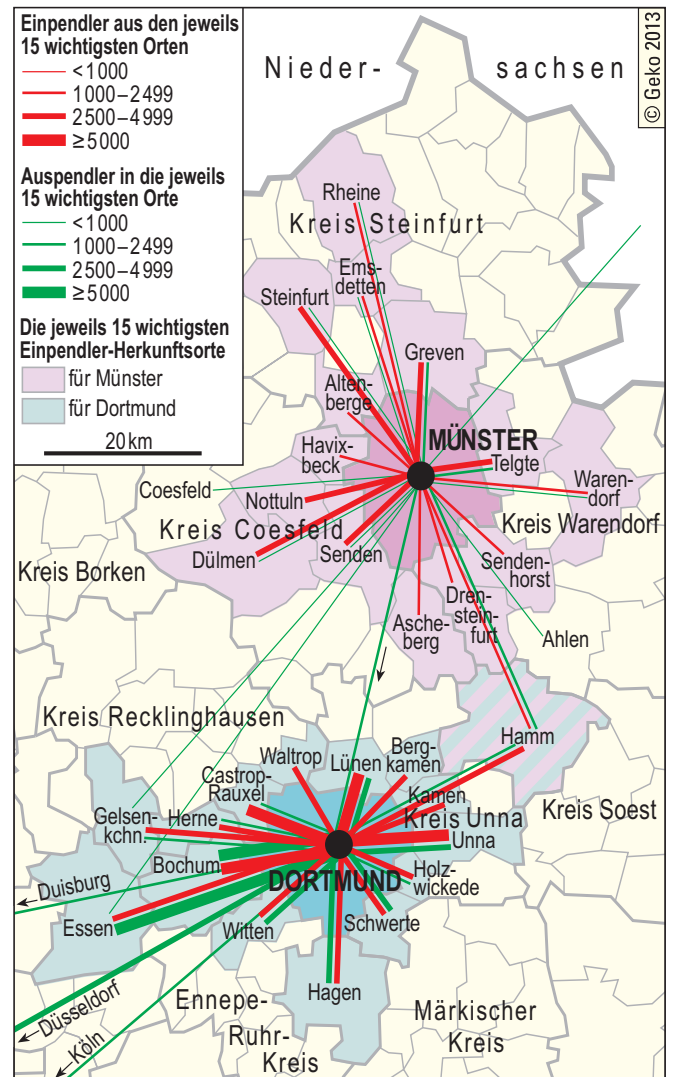 Einpendler aus den jeweils
15 wichtigsten Orten
<1000
1000–2499
2500–4999
≥5000
Auspendler in die jeweils
15 wichtigsten Orte
<1000
1000–2499
2500–4999
≥5000
Die jeweils 15 wichtigsten
Einpendler-Herkunftsorte
für Münster
für Dortmund
20km
© Geko 2013
Nieder-
sachsen
Rheine
Kreis Steinfurt
Ems-
detten
Steinfurt
Greven
Alten-
berge
MÜNSTER
Havix-
beck
Telgte
Coesfeld
Waren-
dorf
Nottuln
Kreis Coesfeld
Kreis Warendorf
Dülmen
Senden
Senden-
horst
Kreis Borken
Dren-
stein-
furt
Asche-
berg
Ahlen
Kreis Recklinghausen
Hamm
Waltrop
Lünen
Berg-
kamen
Castrop-
Rauxel
Kamen
Kreis Soest
Gelsen-
kchn.
Herne
Kreis Unna
Unna
Bochum
Holz-
wickede
DORTMUND
Duisburg
Essen
Witten
Schwerte
Hagen
Düsseldorf
Köln
Ennepe-
Ruhr-
Kreis
Märkischer
Kreis